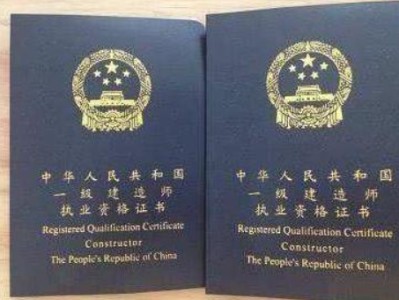 中华人民共和国
一级建造师
执业资格证书
Registered Qualification Certificate
Constructor
The People's Republic of China
中华人民共和国
一级建造师
执业资格证书
Registered Qualification Certificate
Constructor
The People's Republic of China